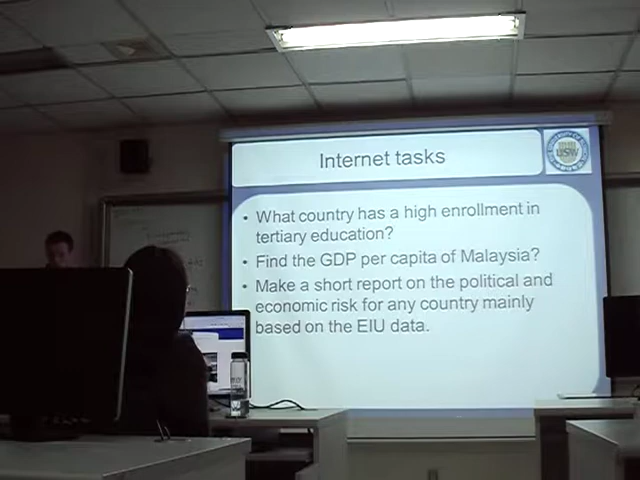 Internet tasks
USW
• What country has a high enrollment in
tertiary education?
• Find the GDP per capita of Malaysia?
• Make a short report on the political and
economic risk for any country mainly
based on the EIU data.